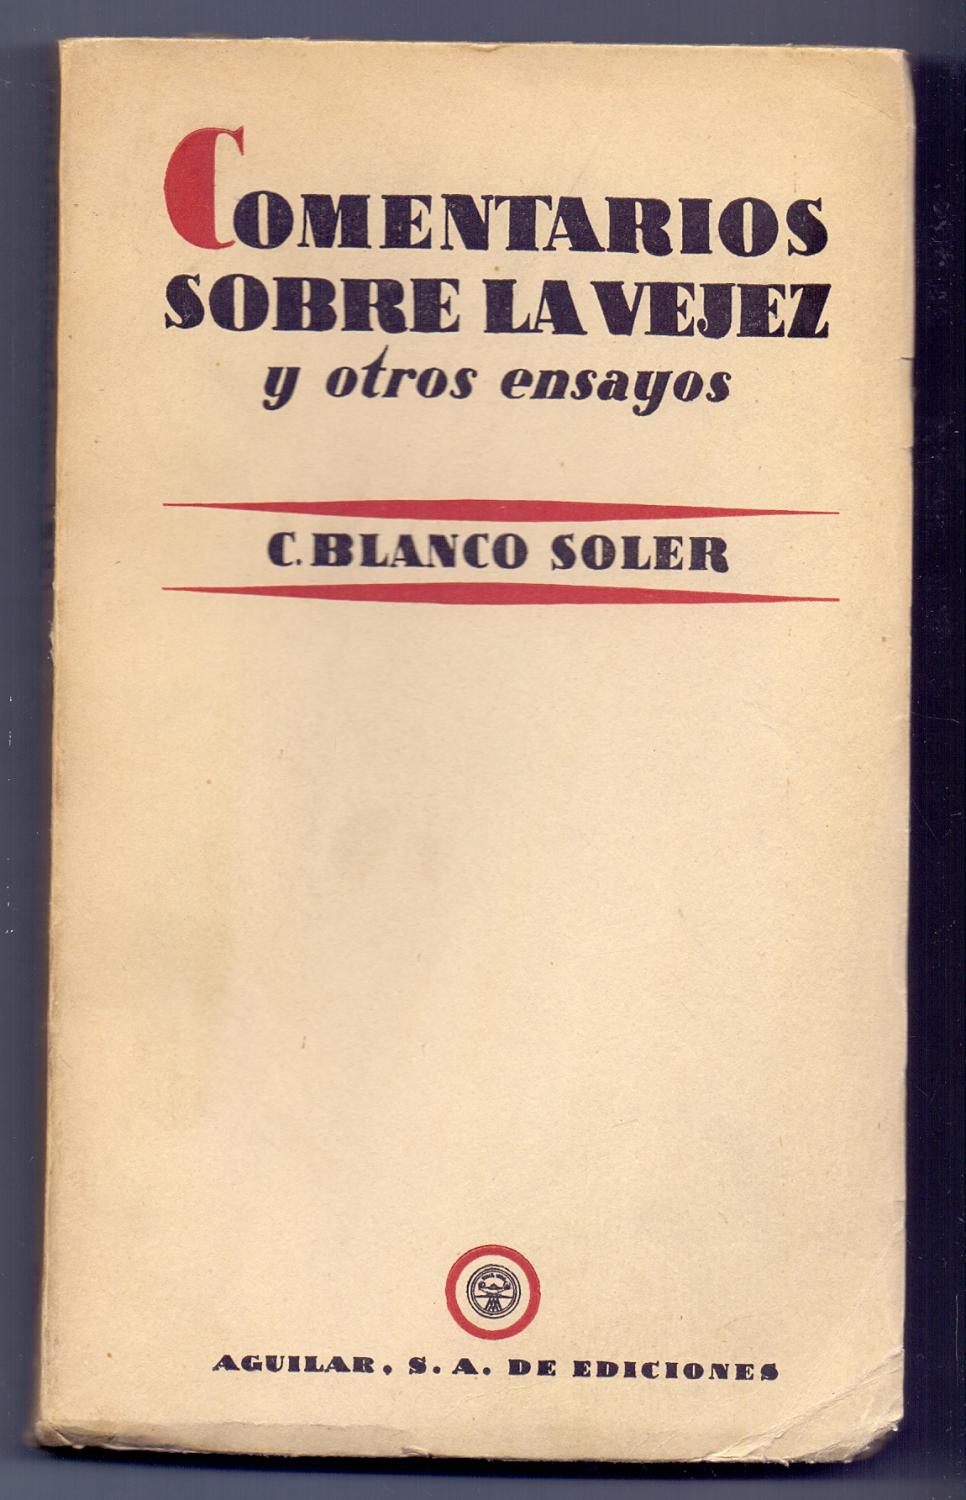 COMENTARIOS
SOBRE LA VEJEZ
y otros ensayos
C. BLANCO SOLER
AGUILAR, S. A. DE EDICIONES